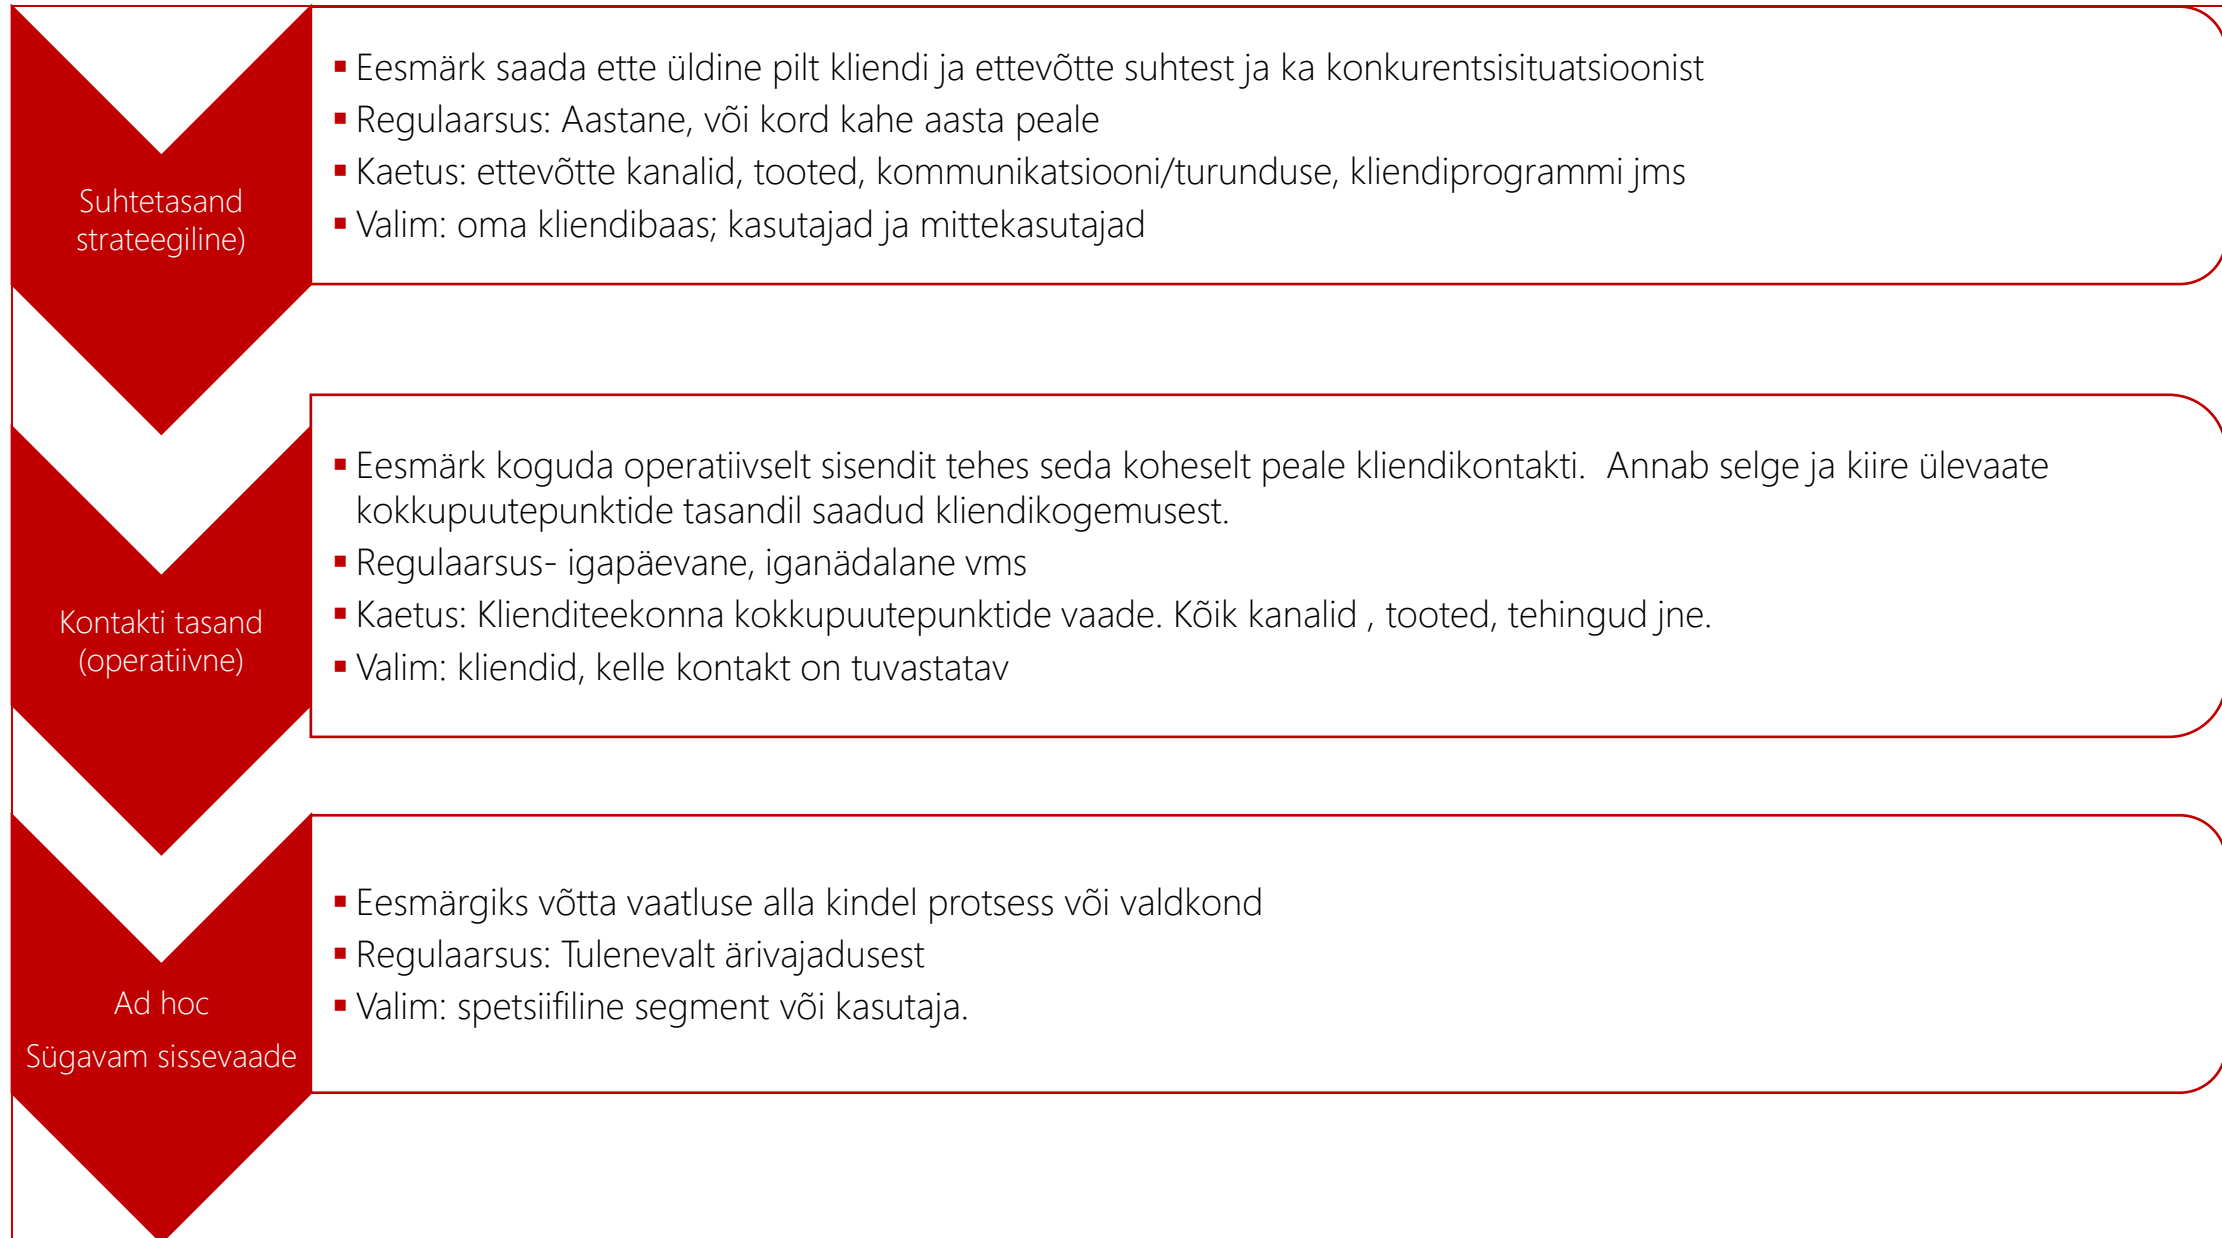 Suhtetasand
strateegiline)
▪ Eesmärk saada ette üldine pilt kliendi ja ettevõtte suhtest ja ka konkurentsisituatsioonist
▪ Regulaarsus: Aastane, või kord kahe aasta peale
▪ Kaetus: ettevõtte kanalid, tooted, kommunikatsiooni/turunduse, kliendiprogrammi jms
▪ Valim: oma kliendibaas; kasutajad ja mittekasutajad
Kontakti tasand
(operatiivne)
▪ Eesmärk koguda operatiivselt sisendit tehes seda koheselt peale kliendikontakti.  Annab selge ja kiire ülevaate
kokkupuutepunktide tasandil saadud kliendikogemusest.
▪ Regulaarsus- igapäevane, iganädalane vms
▪ Kaetus: Klienditeekonna kokkupuutepunktide vaade. Kõik kanalid , tooted, tehingud jne.
▪ Valim: kliendid, kelle kontakt on tuvastatav
Ad hoc
Sügavam sissevaade
▪ Eesmärgiks võtta vaatluse alla kindel protsess või valdkond
▪ Regulaarsus: Tulenevalt ärivajadusest
▪ Valim: spetsiifiline segment või kasutaja.